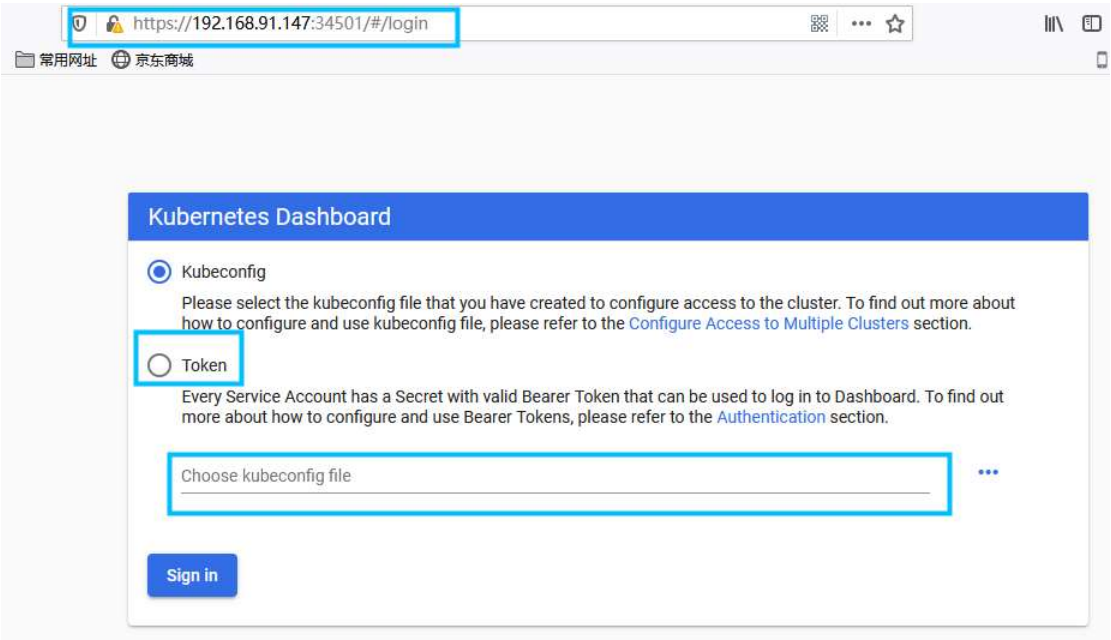 https://192.168.91.147:34501/#/login
常用网址 京东商城
Kubernetes Dashboard
Kubeconfig
Please select the kubeconfig file that you have created to configure access to the cluster. To find out more about
how to configure and use kubeconfig file, please refer to the Configure Access to Multiple Clusters section.
Token
Every Service Account has a Secret with valid Bearer Token that can be used to log in to Dashboard. To find out
more about how to configure and use Bearer Tokens, please refer to the Authentication section.
Choose kubeconfig file
Sign in